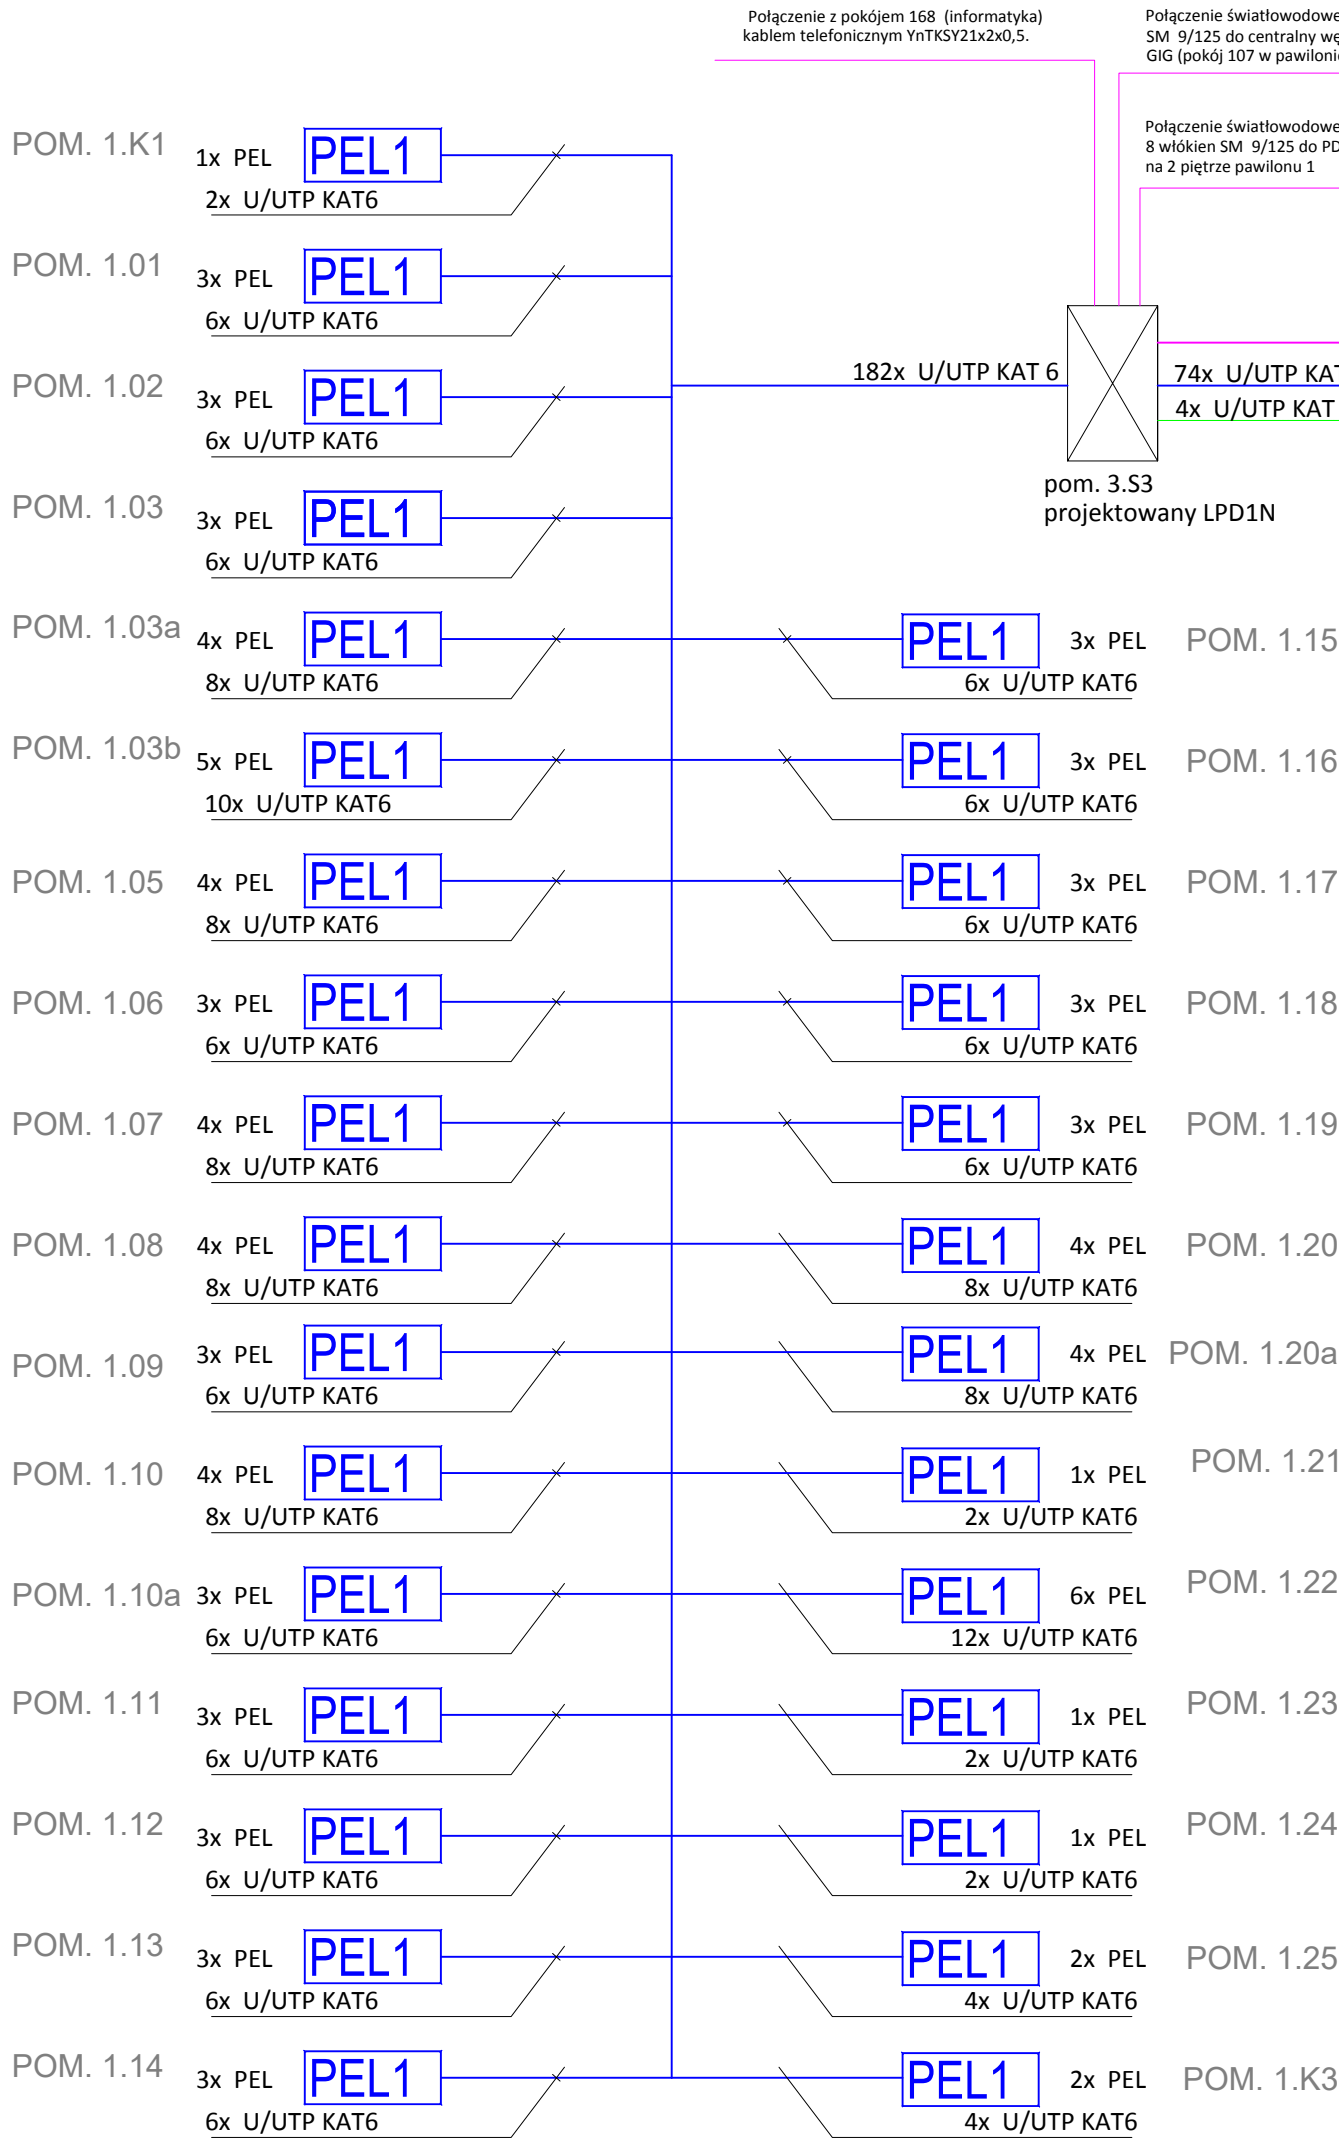 Połączenie z pokójem 168 (informatyka)
kablem telefonicznym YnTKSY21x2x0,5.
Połączenie światłowodowe
SM 9/125 do centralny wę
GIG (pokój 107 w pawiloni
Połączenie światłowodowe
8 włókien SM 9/125 do PD
na 2 piętrze pawilonu 1
182x U/UTP KAT 6
74x U/UTP KAT
4x U/UTP KAT
pom. 3.S3
projektowany LPD1N
POM. 1.K1 1x PEL PEL1
2x U/UTP KAT6
POM. 1.01 3x PEL PEL1
6x U/UTP KAT6
POM. 1.02 3x PEL PEL1
6x U/UTP KAT6
POM. 1.03 3x PEL PEL1
6x U/UTP KAT6
POM. 1.03a 4x PEL PEL1
8x U/UTP KAT6
POM. 1.03b 5x PEL PEL1
10x U/UTP KAT6
POM. 1.05 4x PEL PEL1
8x U/UTP KAT6
POM. 1.06 3x PEL PEL1
6x U/UTP KAT6
POM. 1.07 4x PEL PEL1
8x U/UTP KAT6
POM. 1.08 4x PEL PEL1
8x U/UTP KAT6
POM. 1.09 3x PEL PEL1
6x U/UTP KAT6
POM. 1.10 4x PEL PEL1
8x U/UTP KAT6
POM. 1.10a 3x PEL PEL1
6x U/UTP KAT6
POM. 1.11 3x PEL PEL1
6x U/UTP KAT6
POM. 1.12 3x PEL PEL1
6x U/UTP KAT6
POM. 1.13 3x PEL PEL1
6x U/UTP KAT6
POM. 1.14 3x PEL PEL1
6x U/UTP KAT6
PEL1 3x PEL POM. 1.15
6x U/UTP KAT6
PEL1 3x PEL POM. 1.16
6x U/UTP KAT6
PEL1 3x PEL POM. 1.17
6x U/UTP KAT6
PEL1 3x PEL POM. 1.18
6x U/UTP KAT6
PEL1 3x PEL POM. 1.19
6x U/UTP KAT6
PEL1 4x PEL POM. 1.20
8x U/UTP KAT6
PEL1 4x PEL POM. 1.20a
8x U/UTP KAT6
PEL1 1x PEL POM. 1.21
2x U/UTP KAT6
PEL1 6x PEL POM. 1.22
12x U/UTP KAT6
PEL1 1x PEL POM. 1.23
2x U/UTP KAT6
PEL1 1x PEL POM. 1.24
2x U/UTP KAT6
PEL1 2x PEL POM. 1.25
4x U/UTP KAT6
PEL1 2x PEL POM. 1.K3
4x U/UTP KAT6